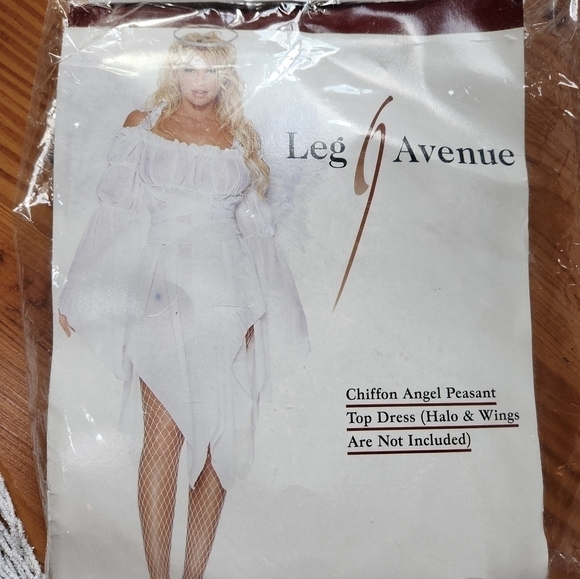 Leg Avenue
Chiffon Angel Peasant
Top Dress (Halo & Wings
Are Not Included)